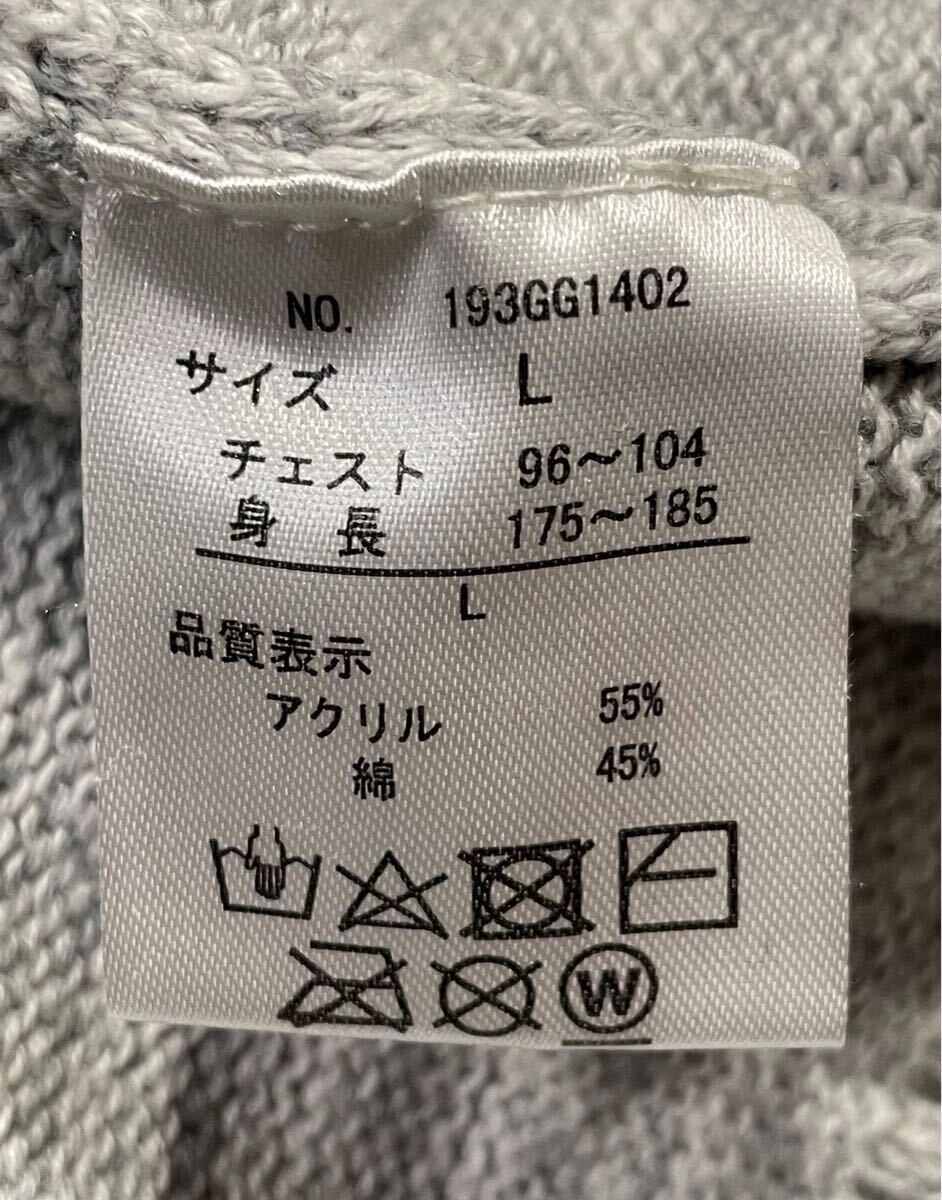 NO. 193GG1402
サイズ L
チェスト 96～104
身長 175～185
L
品質表示
アクリル 55%
綿 45%
W